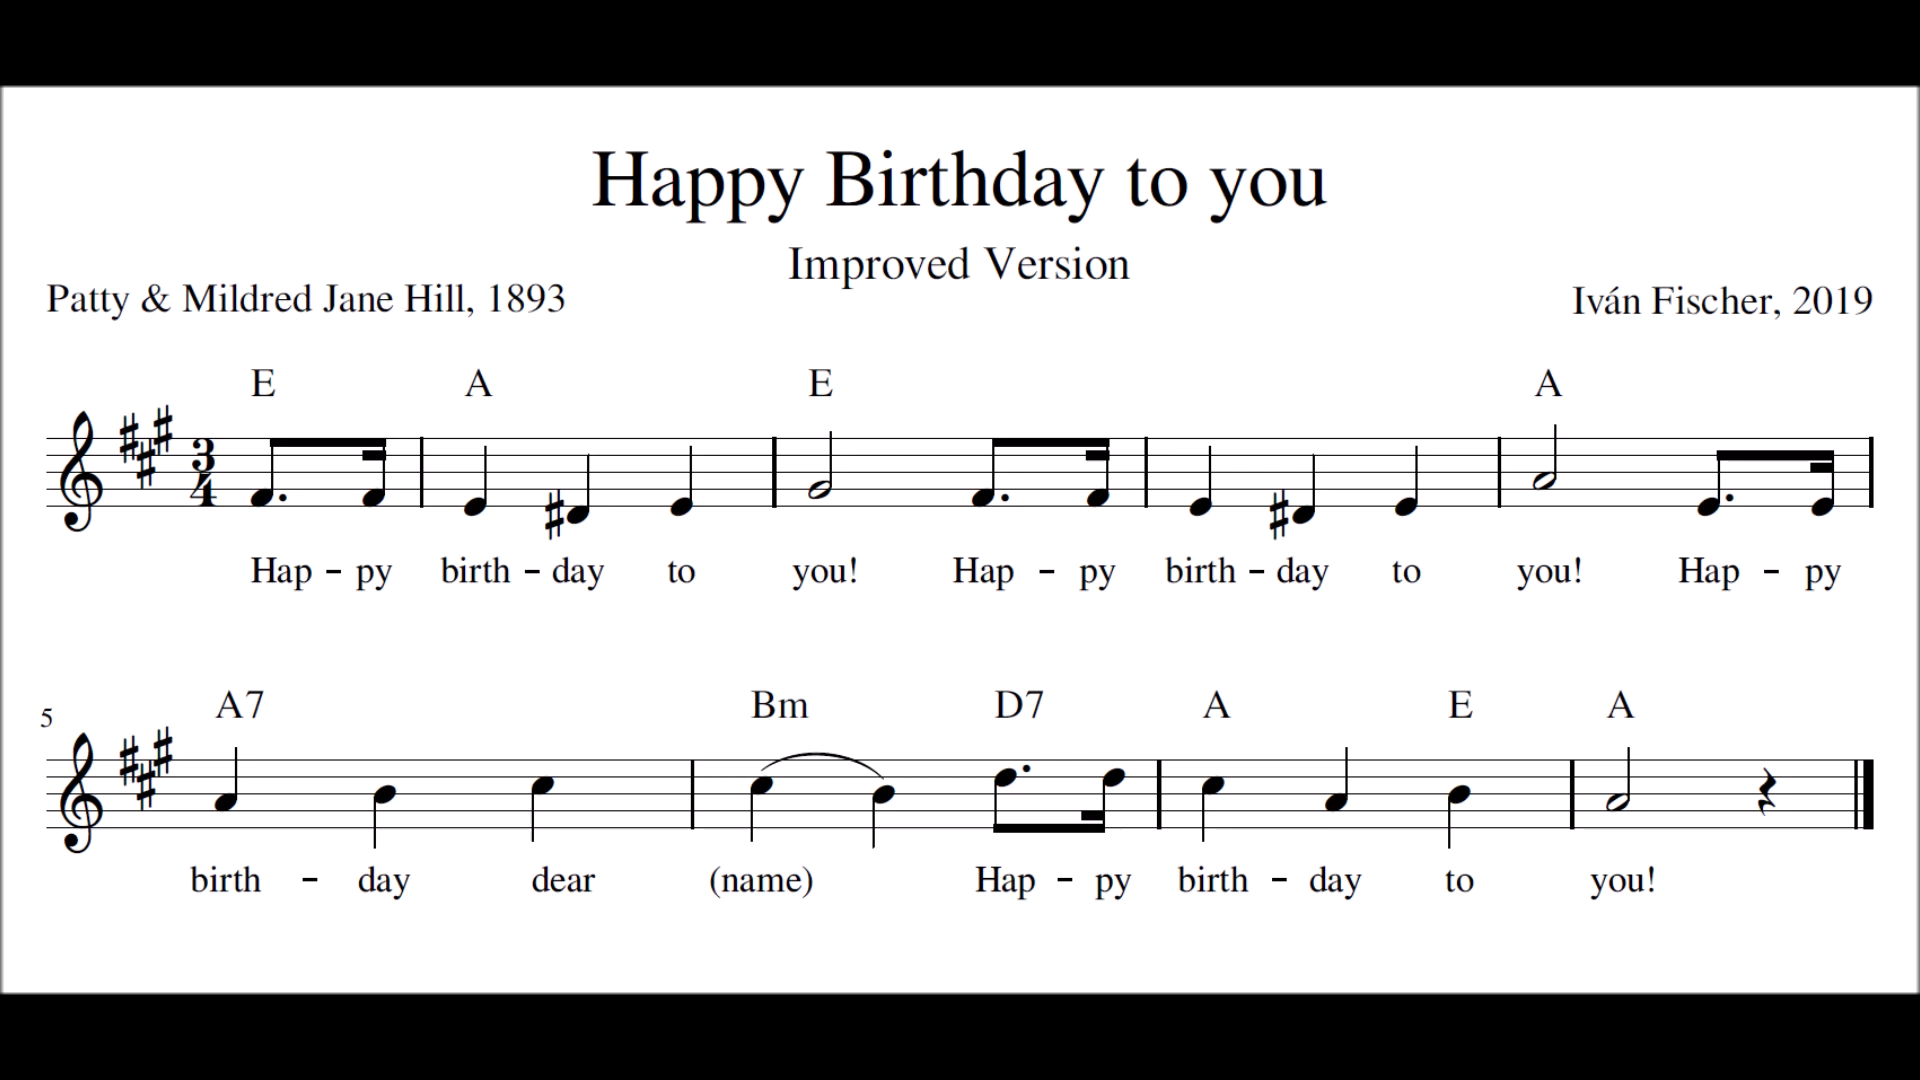 Happy Birthday to you
Improved Version
Patty & Mildred Jane Hill, 1893
Iván Fischer, 2019
E A E A
3
4
Hap - py birth - day to you! Hap - py birth - day to you! Hap - py
5
A7 Bm D7 A E A
birth - day dear (name) Hap - py birth - day to you!